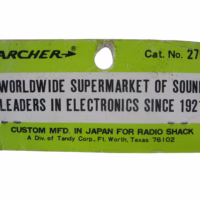 ARCHER Cat. No. 27
WORLDWIDE SUPERMARKET OF SOUN
LEADERS IN ELECTRONICS SINCE 192
CUSTOM MFD. IN JAPAN FOR RADIO SHACK
A Div. of Tandy Corp., Ft. Worth, Texas 76102